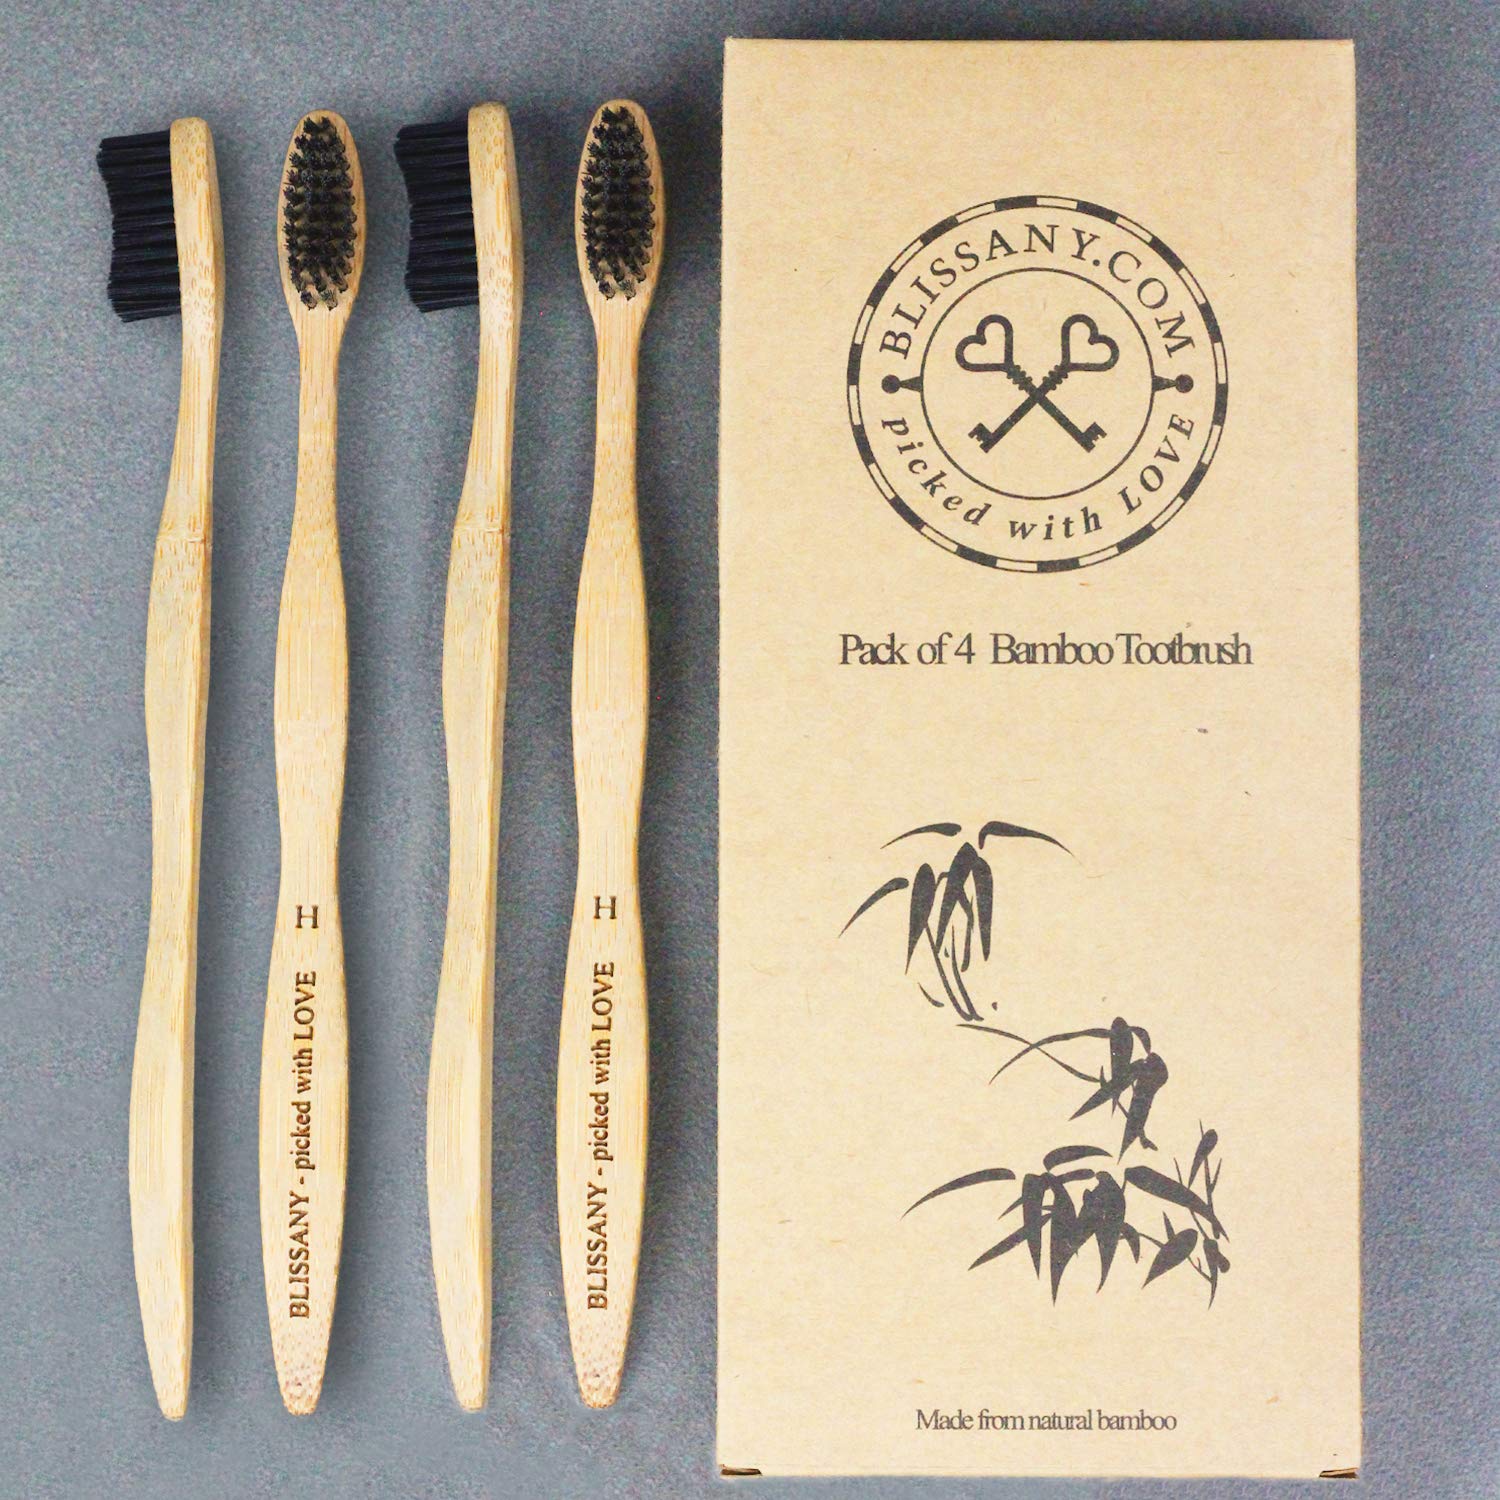 BLISSANY.COM
picked with LOVE
Pack of 4 Bamboo Tootbrush
Made from natural bamboo
H
BLISSANY - picked with LOVE
H
BLISSANY - picked with LOVE